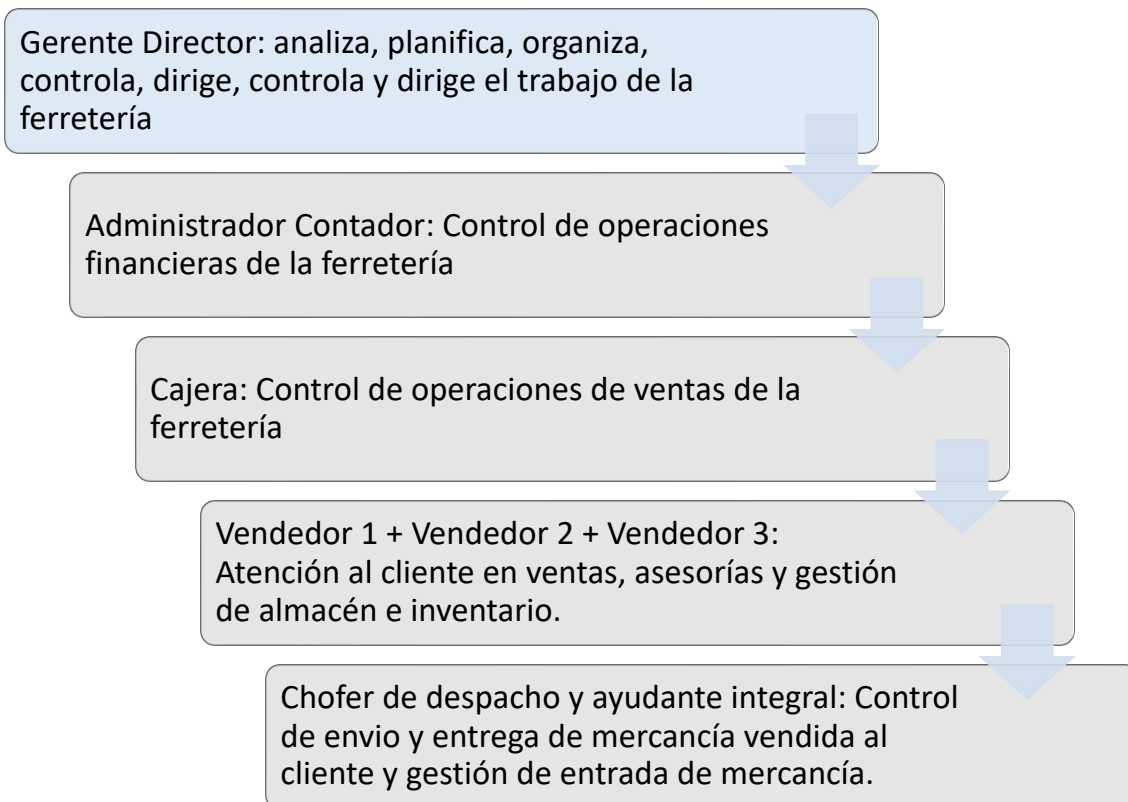 Gerente Director: analiza, planifica, organiza,
controla, dirige, controla y dirige el trabajo de la
ferretería
Administrador Contador: Control de operaciones
financieras de la ferretería
Cajera: Control de operaciones de ventas de la
ferretería
Vendedor 1 + Vendedor 2 + Vendedor 3:
Atención al cliente en ventas, asesorías y gestión
de almacén e inventario.
Chofer de despacho y ayudante integral: Control
de envio y entrega de mercancía vendida al
cliente y gestión de entrada de mercancía.